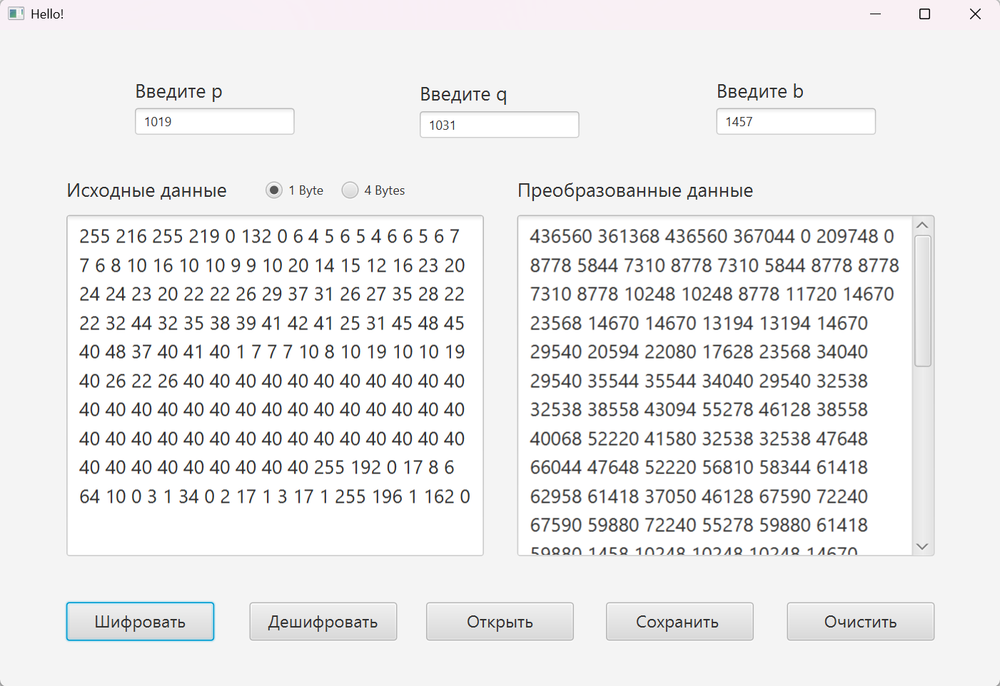 Hello!
Введите p
Введите q
Введите b
1019
1031
1457
Исходные данные
1 Byte
4 Bytes
Преобразованные данные
255 216 255 219 0 132 0 6 4 5 6 5 4 6 6 5 6 7
7 6 8 10 16 10 10 9 9 10 20 14 15 12 16 23 20
24 24 23 20 22 22 26 29 37 31 26 27 35 28 22
22 32 44 32 35 38 39 41 42 41 25 31 45 48 45
40 48 37 40 41 40 1 7 7 7 10 8 10 19 10 10 19
40 26 22 26 40 40 40 40 40 40 40 40 40 40 40
40 40 40 40 40 40 40 40 40 40 40 40 40 40 40
40 40 40 40 40 40 40 40 40 40 40 40 40 40 40
40 40 40 40 40 40 40 40 40 255 192 0 17 8 6
64 10 0 3 1 34 0 2 17 1 3 17 1 255 196 1 162 0
436560 361368 436560 367044 0 209748 0
8778 5844 7310 8778 7310 5844 8778 8778
7310 8778 10248 10248 8778 11720 14670
23568 14670 14670 13194 13194 14670
29540 20594 22080 17628 23568 34040
29540 35544 35544 34040 29540 32538
32538 38558 43094 55278 46128 38558
40068 52220 41580 32538 32538 47648
66044 47648 52220 56810 58344 61418
62958 61418 37050 46128 67590 72240
67590 59880 72240 55278 59880 61418
59880 1458 10248 10248 10248 14670
Шифровать
Дешифровать
Открыть
Сохранить
Очистить